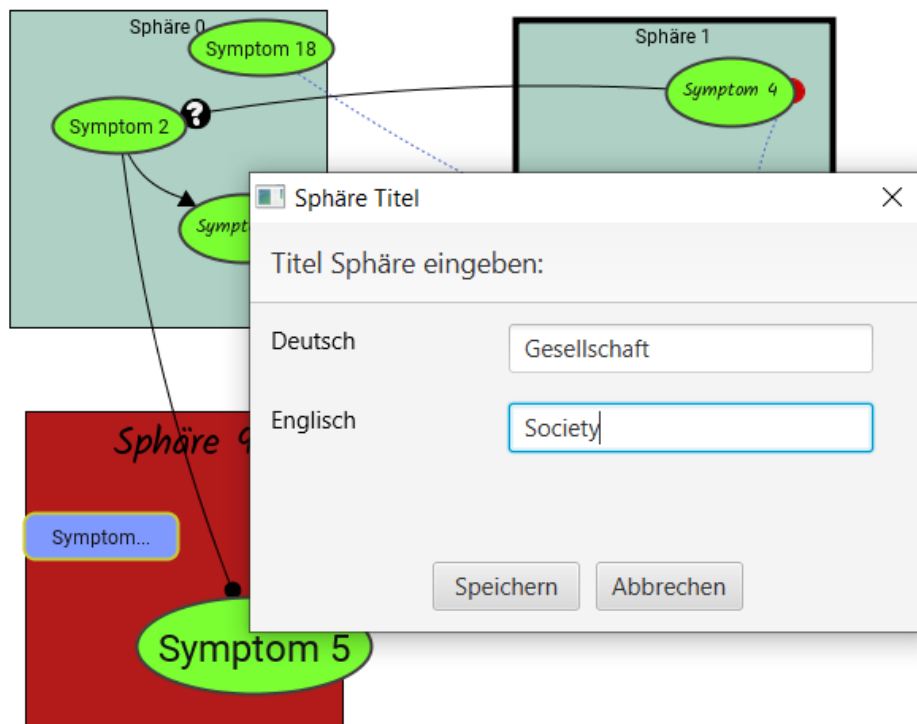 Sphäre 0
Symptom 18
Sphäre 1
Symptom 4
?
Symptom 2
Sphäre Titel
Titel Sphäre eingeben:
Deutsch
Gesellschaft
Englisch
Society
Sphäre
Symptom...
Speichern
Abbrechen
Symptom 5